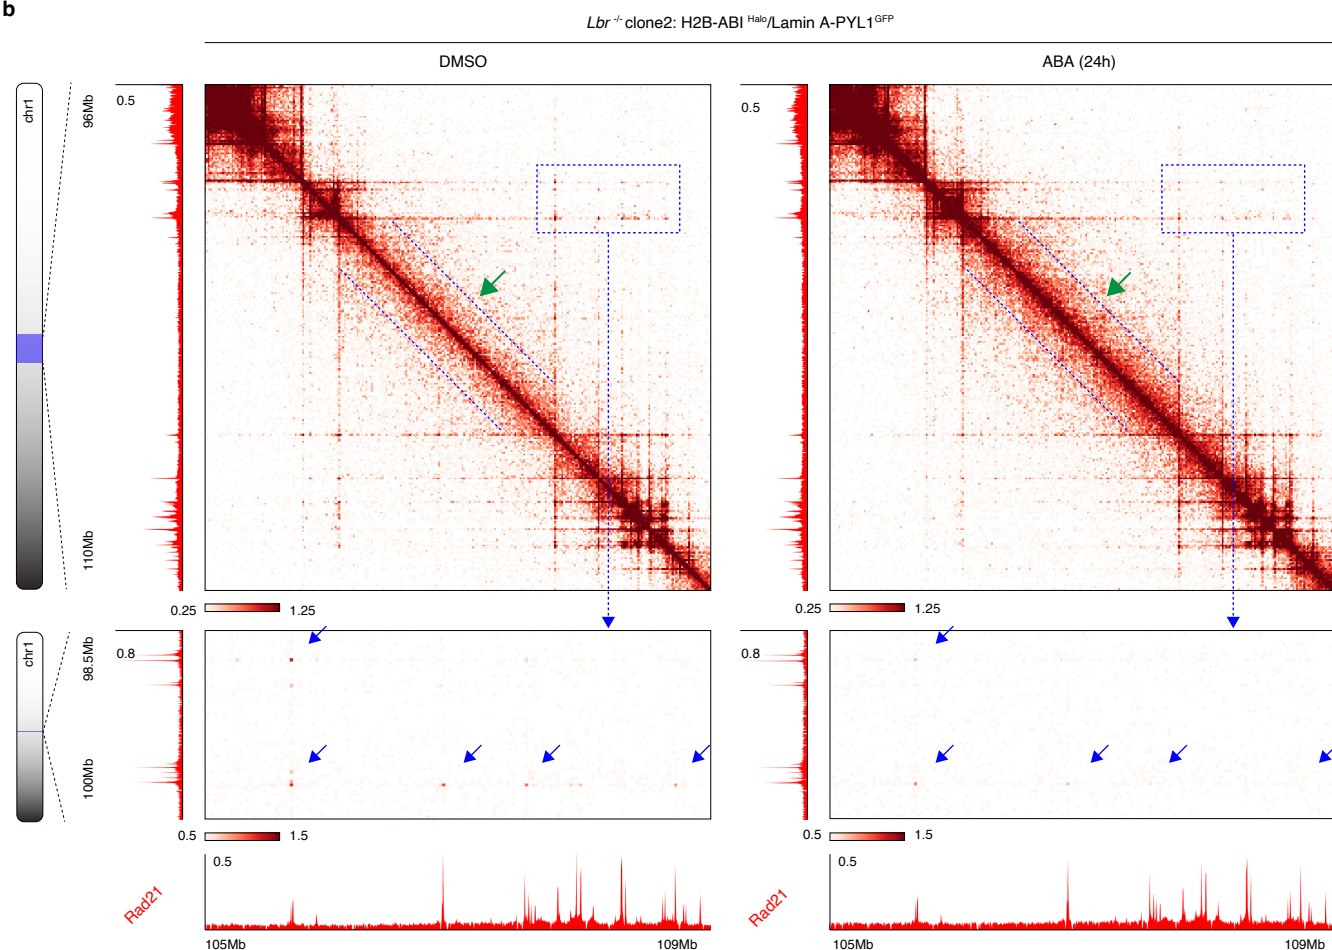 b
Lbr -/- clone2: H2B-ABI Halo/Lamin A-PYL1GFP
DMSO
ABA (24h)
chr1
96Mb
110Mb
0.5
0.5
0.25
1.25
0.25
1.25
chr1
98.5Mb
100Mb
0.8
0.8
0.5
1.5
0.5
1.5
Rad21
0.5
Rad21
0.5
105Mb
109Mb
105Mb
109Mb